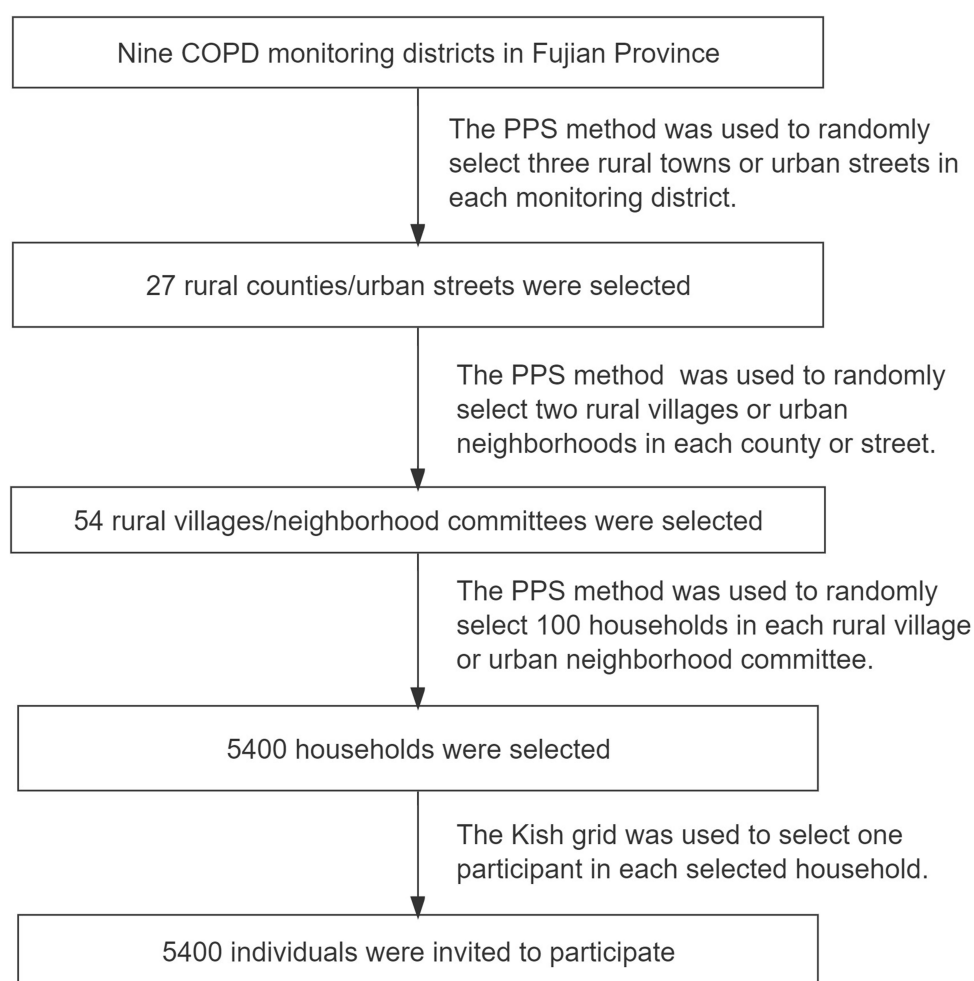 Nine COPD monitoring districts in Fujian Province
The PPS method was used to randomly
select three rural towns or urban streets in
each monitoring district.
27 rural counties/urban streets were selected
The PPS method  was used to randomly
select two rural villages or urban
neighborhoods in each county or street.
54 rural villages/neighborhood committees were selected
The PPS method was used to randomly
select 100 households in each rural village
or urban neighborhood committee.
5400 households were selected
The Kish grid was used to select one
participant in each selected household.
5400 individuals were invited to participate